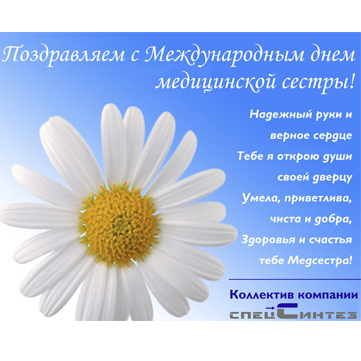 Поздравляем с Международным днем
медицинской сестры!
Надежный руки и
верное сердце
Тебе я открою души
своей дверцу
Умела, приветлива,
чиста и добра,
Здоровья и счастья
тебе Медсестра!
Коллектив компании
спецСинтез